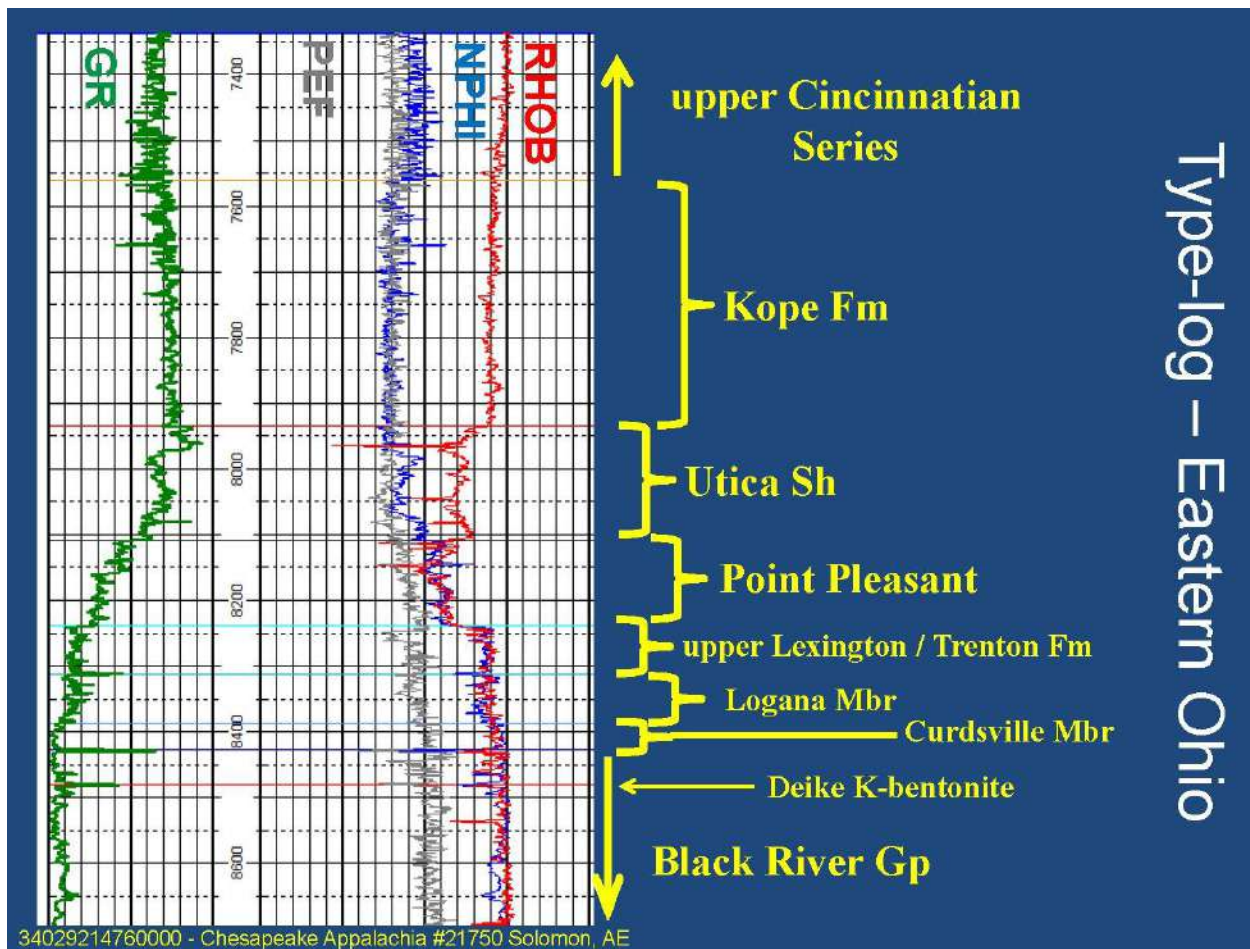 Type-log – Eastern Ohio
GR
PEF
NPHI
RHOB
7400
7600
7800
8000
8200
8400
8600
upper Cincinnatian
Series
Kope Fm
Utica Sh
Point Pleasant
upper Lexington / Trenton Fm
Logana Mbr
Curdsville Mbr
Deike K-bentonite
Black River Gp
34029214760000 - Chesapeake Appalachia #21750 Solomon, AE